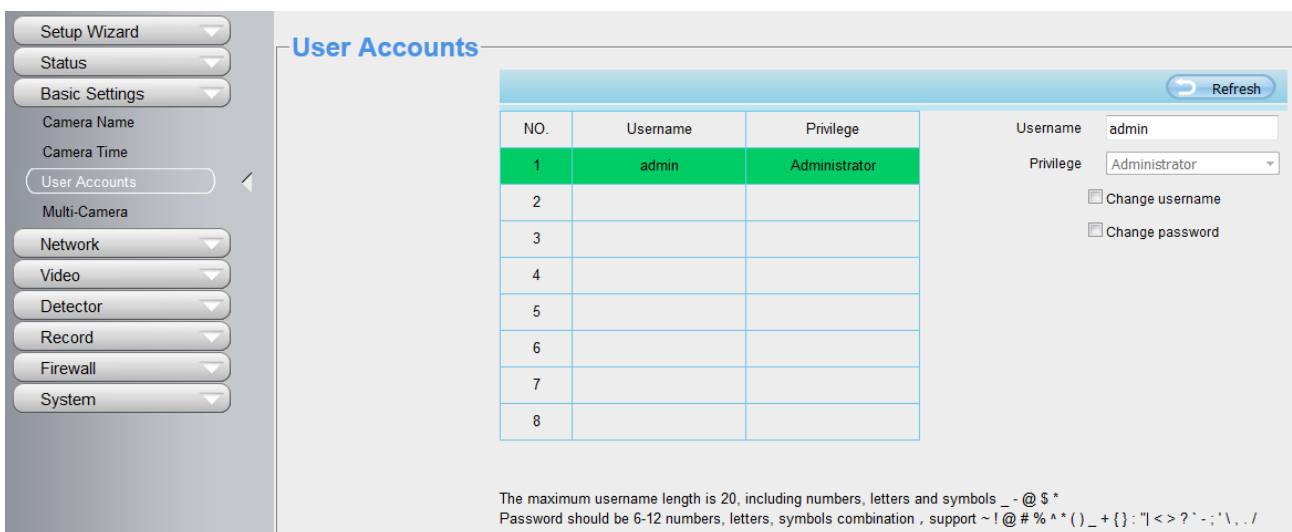 Setup Wizard
Status
Basic Settings
Camera Name
Camera Time
User Accounts
Multi-Camera
Network
Video
Detector
Record
Firewall
System
User Accounts
Refresh
NO. Username Privilege
1 admin Administrator
2
3
4
5
6
7
8
Username admin
Privilege Administrator
Change username
Change password
The maximum username length is 20, including numbers, letters and symbols _ - @ $ *
Password should be 6-12 numbers, letters, symbols combination , support ~ ! @ # % ^ * ( ) _ + { } : "| < > ? ` - ; ' \ , . /